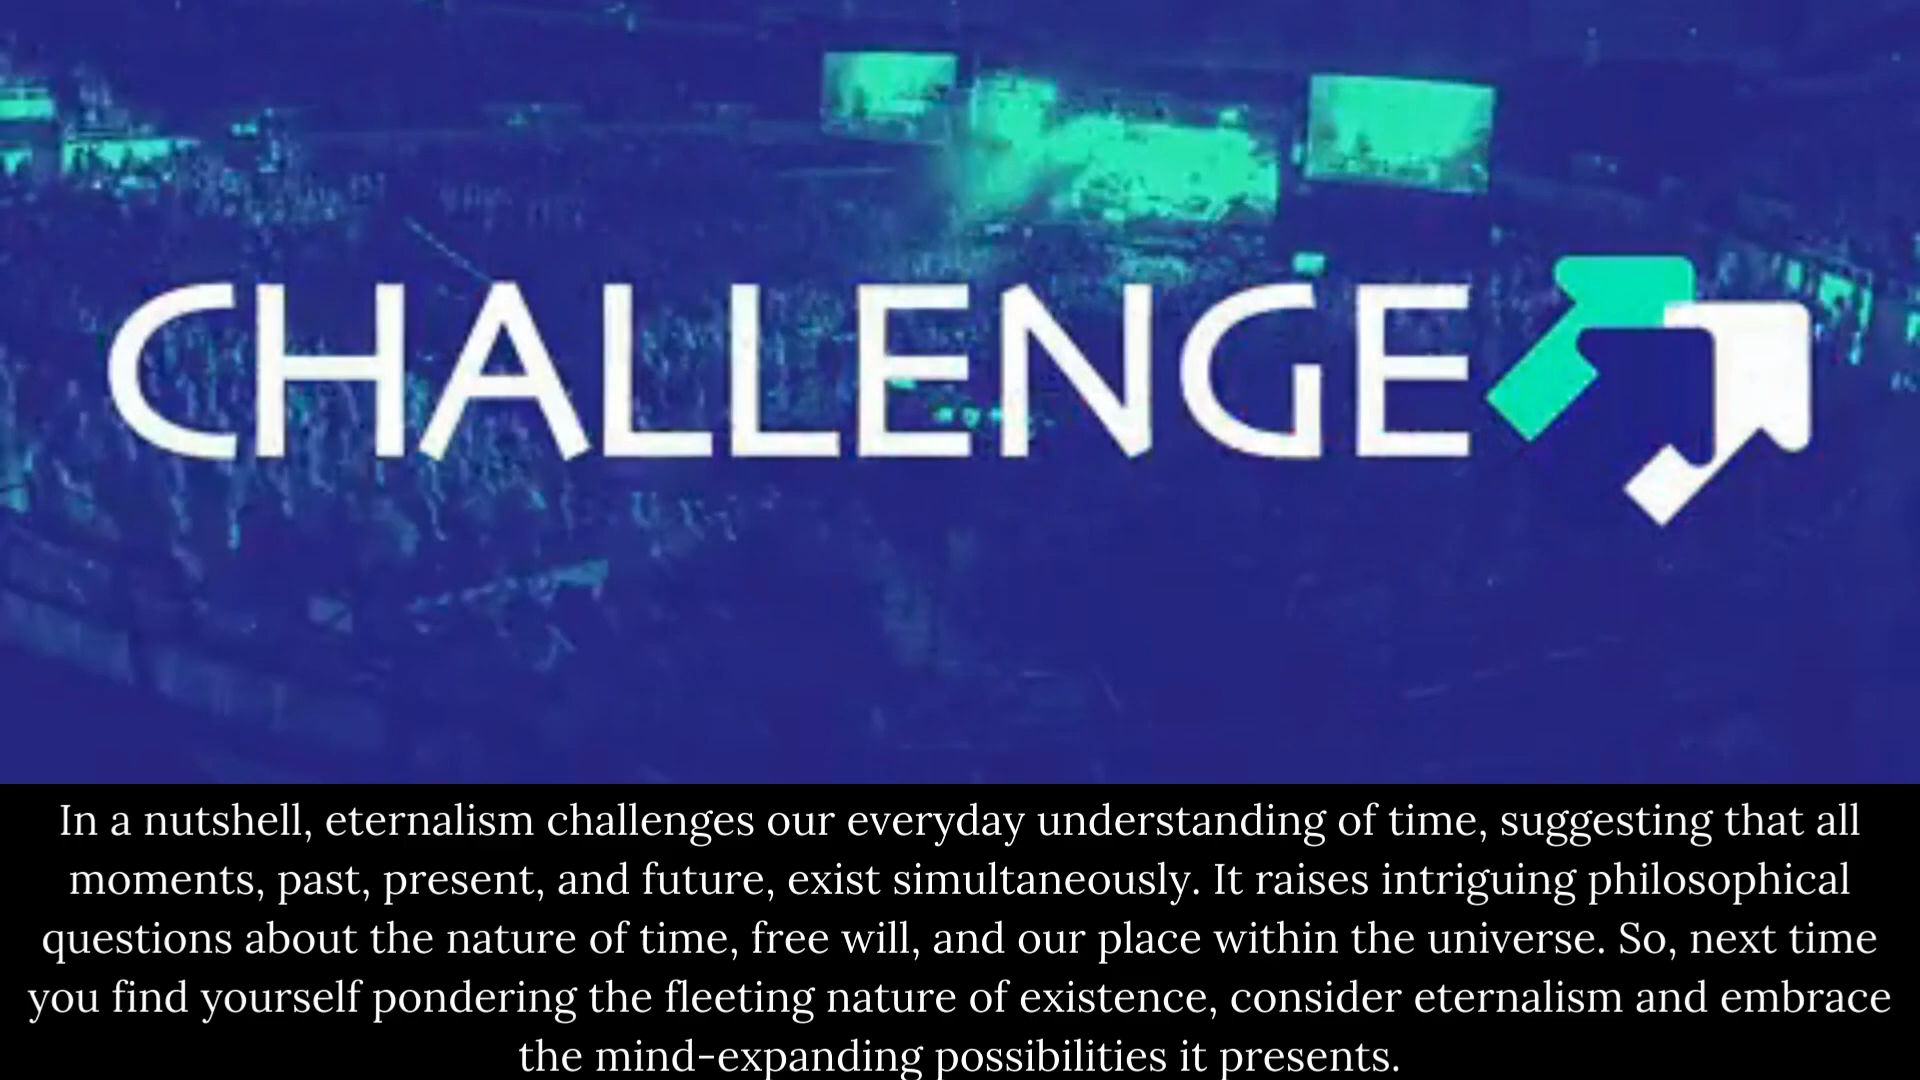 CHALLENGE
In a nutshell, eternalism challenges our everyday understanding of time, suggesting that all
moments, past, present, and future, exist simultaneously. It raises intriguing philosophical
questions about the nature of time, free will, and our place within the universe. So, next time
you find yourself pondering the fleeting nature of existence, consider eternalism and embrace
the mind-expanding possibilities it presents.